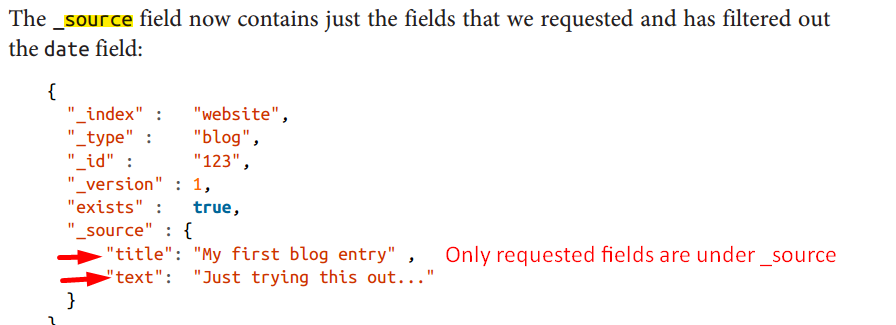 The _source field now contains just the fields that we requested and has filtered out
the date field:
{
"_index" : "website",
"_type" : "blog",
"_id" : "123",
"_version" : 1,
"exists" : true,
"_source" : {
"title": "My first blog entry" , Only requested fields are under _source
"text": "Just trying this out..."
}
}